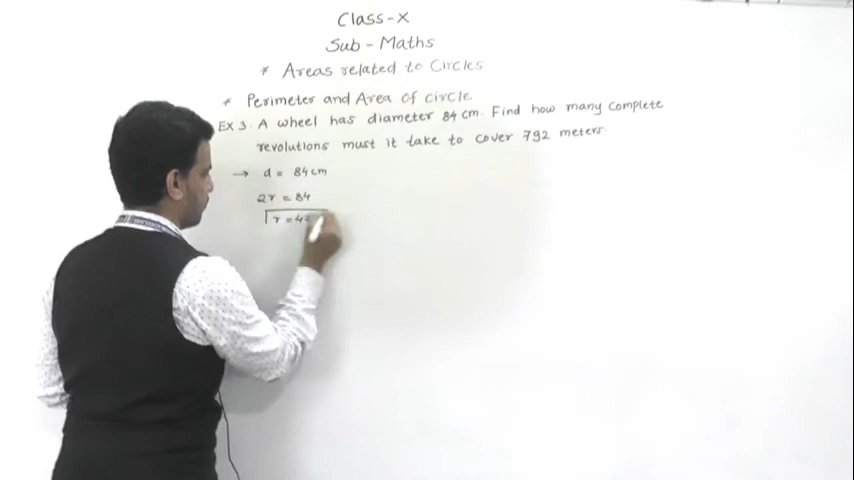 Class-X
Sub - Maths
* Areas related to Circles
* Perimeter and Area of circle
EX 3. A wheel has diameter 84 cm. Find how many complete
revolutions must it take to cover 792 meters.
→ d = 84 cm
2r = 84
r = 42